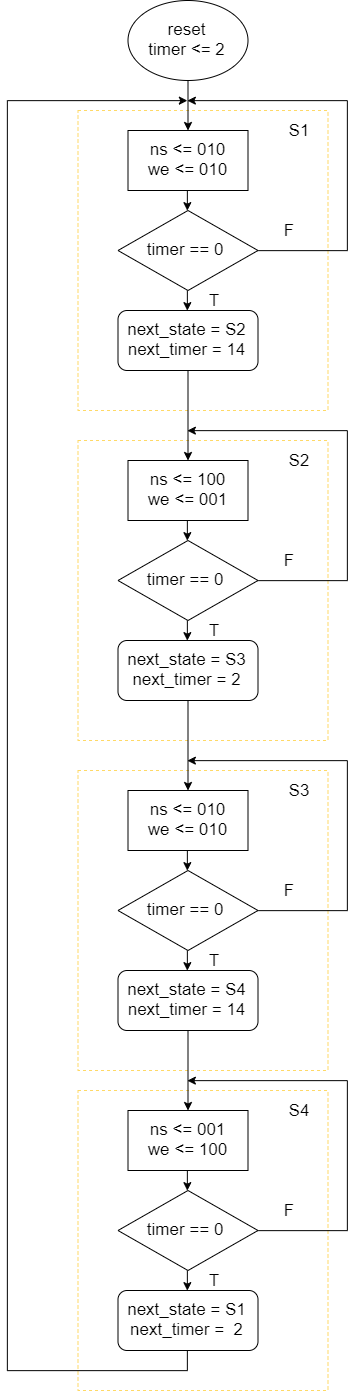 reset
timer <= 2
S1
ns <= 010
we <= 010
timer == 0
F
T
next_state = S2
next_timer = 14
S2
ns <= 100
we <= 001
timer == 0
F
T
next_state = S3
next_timer = 2
S3
ns <= 010
we <= 010
timer == 0
F
T
next_state = S4
next_timer = 14
S4
ns <= 001
we <= 100
timer == 0
F
T
next_state = S1
next_timer =  2